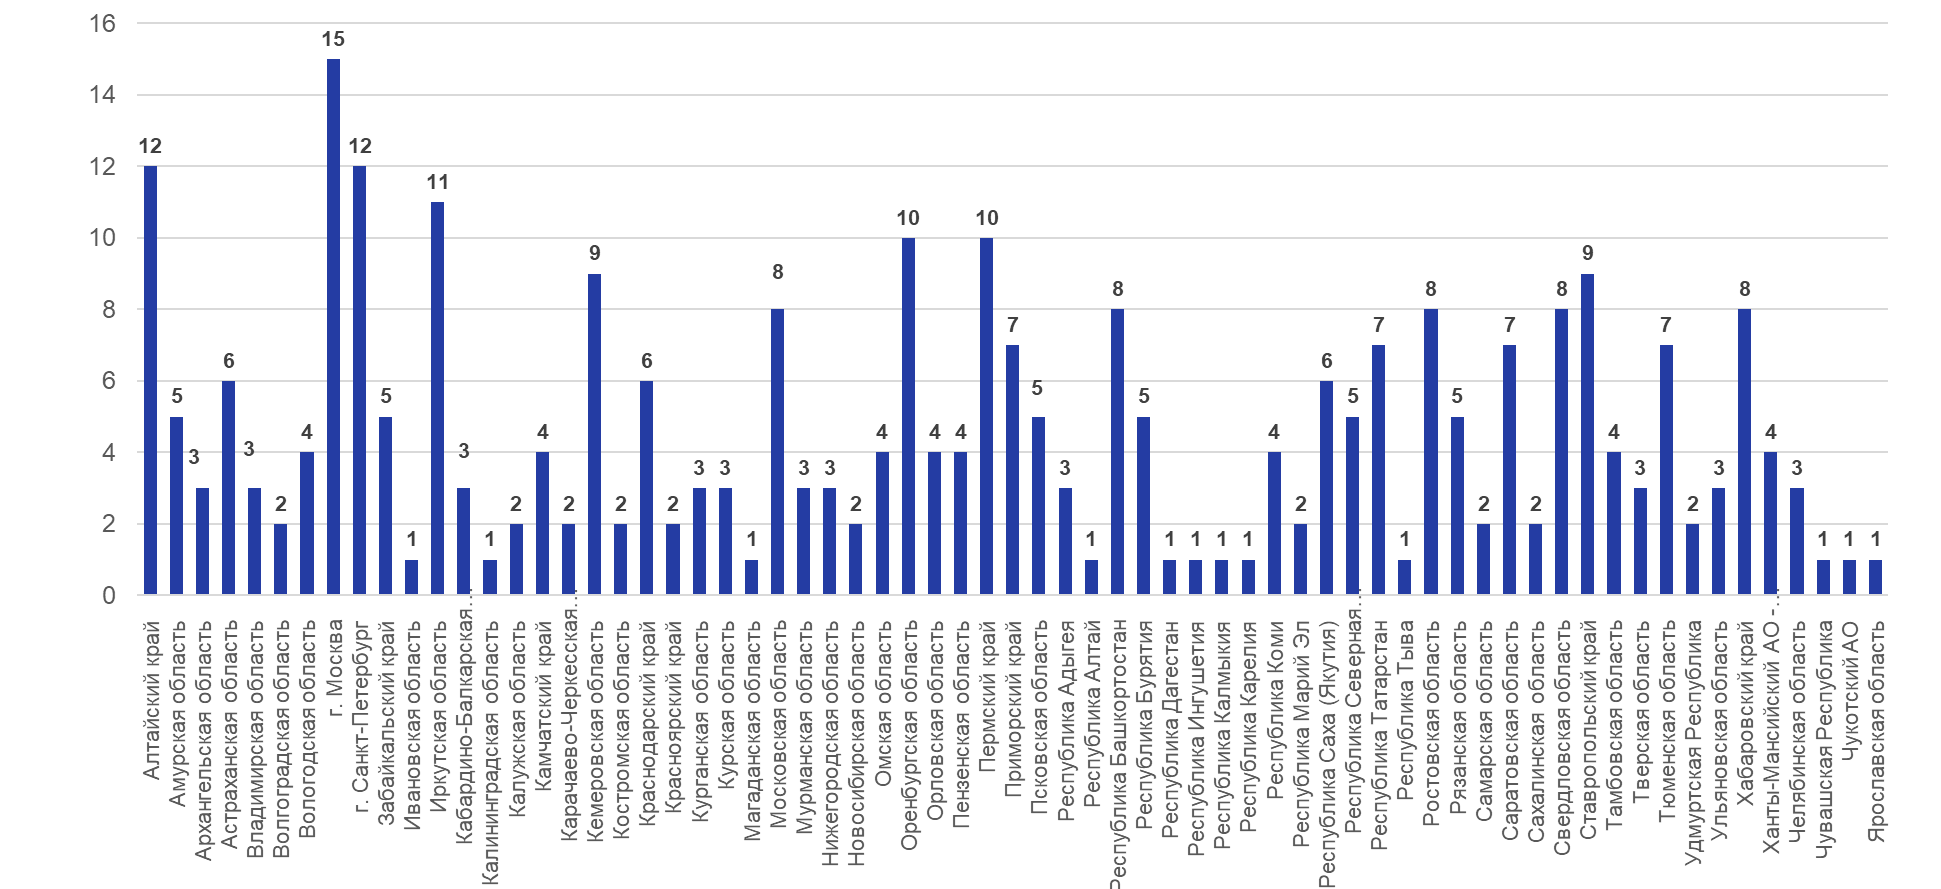 16
14
12
10
8
6
4
2
0
12
5
3
6
3
2
4
15
12
5
1
11
3
1
2
4
2
9
2
6
2
3
3
1
8
3
3
2
4
10
4
4
10
7
5
3
1
8
5
1
1
1
1
4
2
6
5
7
1
8
5
2
7
2
8
9
4
3
7
2
3
8
4
3
1
1
1
Алтайский край
Амурская область
Архангельская область
Астраханская область
Владимирская область
Волгоградская область
Вологодская область
г. Москва
г. Санкт-Петербург
Забайкальский край
Ивановская область
Иркутская область
Кабардино-Балкарская...
Калининградская область
Калужская область
Камчатский край
Карачаево-Черкесская...
Кемеровская область
Костромская область
Краснодарский край
Красноярский край
Курганская область
Курская область
Магаданская область
Московская область
Мурманская область
Нижегородская область
Новосибирская область
Омская область
Оренбургская область
Орловская область
Пензенская область
Пермский край
Приморский край
Псковская область
Республика Адыгея
Республика Алтай
Республика Башкортостан
Республика Бурятия
Республика Дагестан
Республика Ингушетия
Республика Калмыкия
Республика Карелия
Республика Коми
Республика Марий Эл
Республика Саха (Якутия)
Республика Северная...
Республика Татарстан
Республика Тыва
Ростовская область
Рязанская область
Самарская область
Саратовская область
Сахалинская область
Свердловская область
Ставропольский край
Тамбовская область
Тверская область
Тюменская область
Удмуртская Республика
Ульяновская область
Хабаровский край
Ханты-Мансийский АО -...
Челябинская область
Чувашская Республика
Чукотский АО
Ярославская область